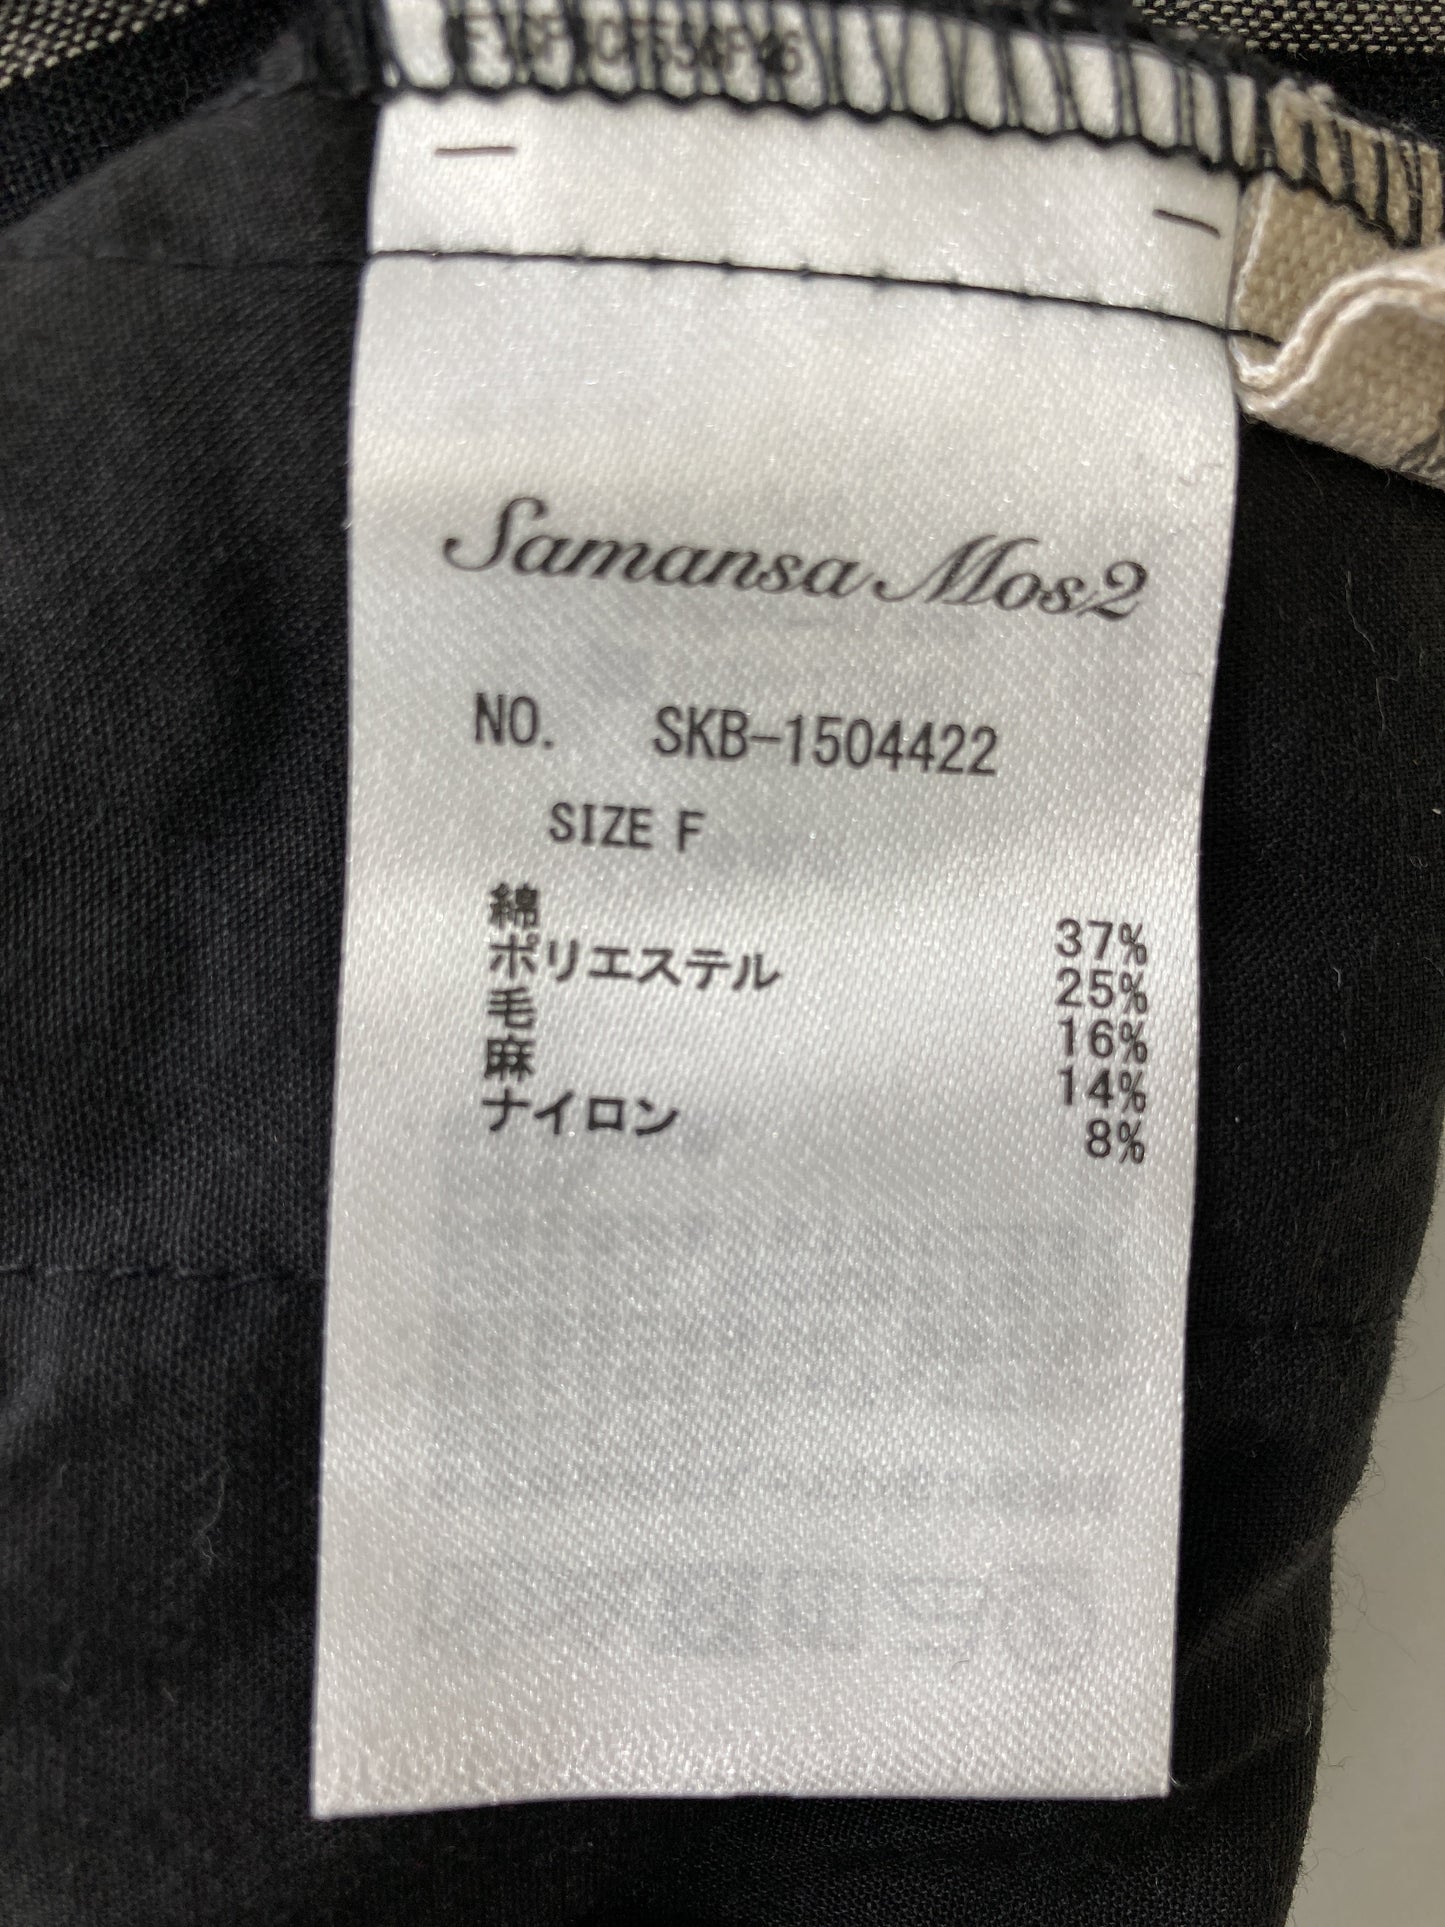 Samansa Mos2
NO. SKB-1504422
SIZE F
綿 37%
ポリエステル 25%
毛 16%
麻 14%
ナイロン 8%